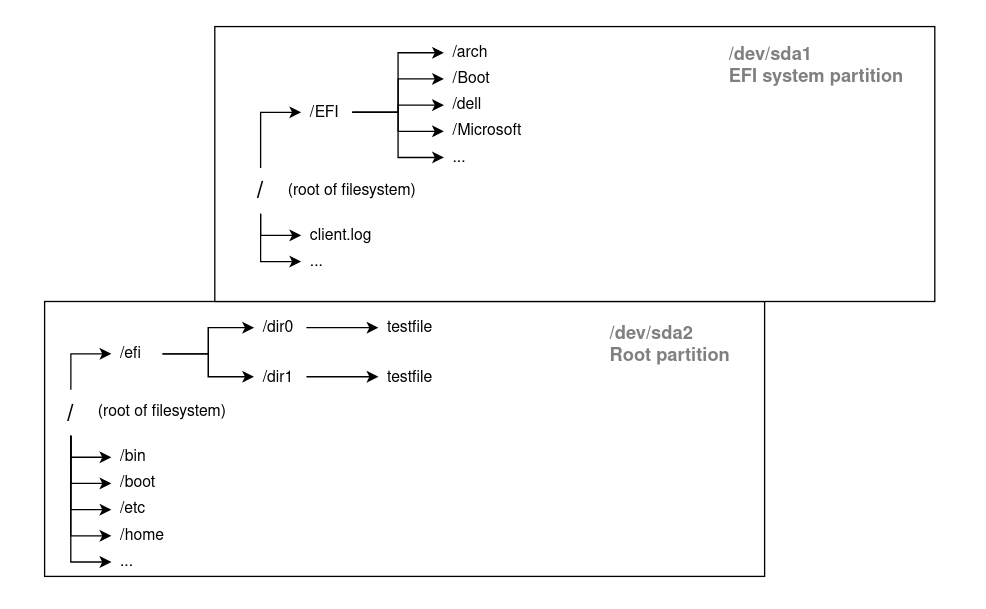 /arch
/dev/sda1
/Boot
EFI system partition
/dell
/EFI
/Microsoft
...
/ (root of filesystem)
client.log
...
/dir0 testfile
/dev/sda2
/efi
Root partition
/dir1 testfile
/ (root of filesystem)
/bin
/boot
/etc
/home
...